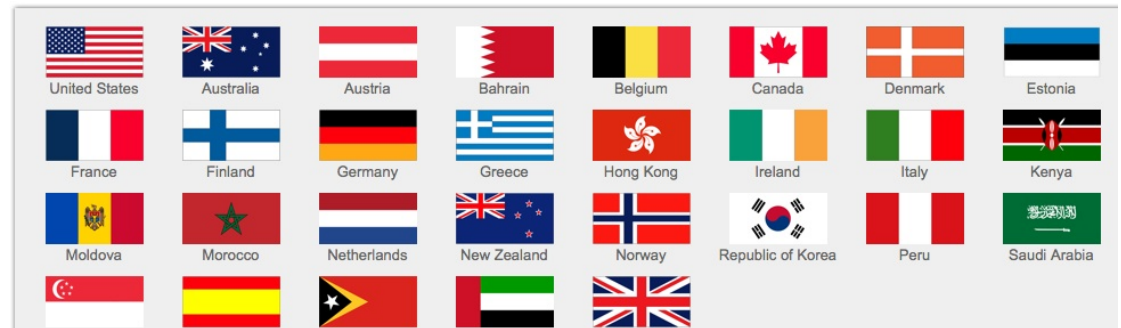 United States Australia Austria Bahrain Belgium Canada Denmark Estonia
France Finland Germany Greece Hong Kong Ireland Italy Kenya
Moldova Morocco Netherlands New Zealand Norway Republic of Korea Peru Saudi Arabia